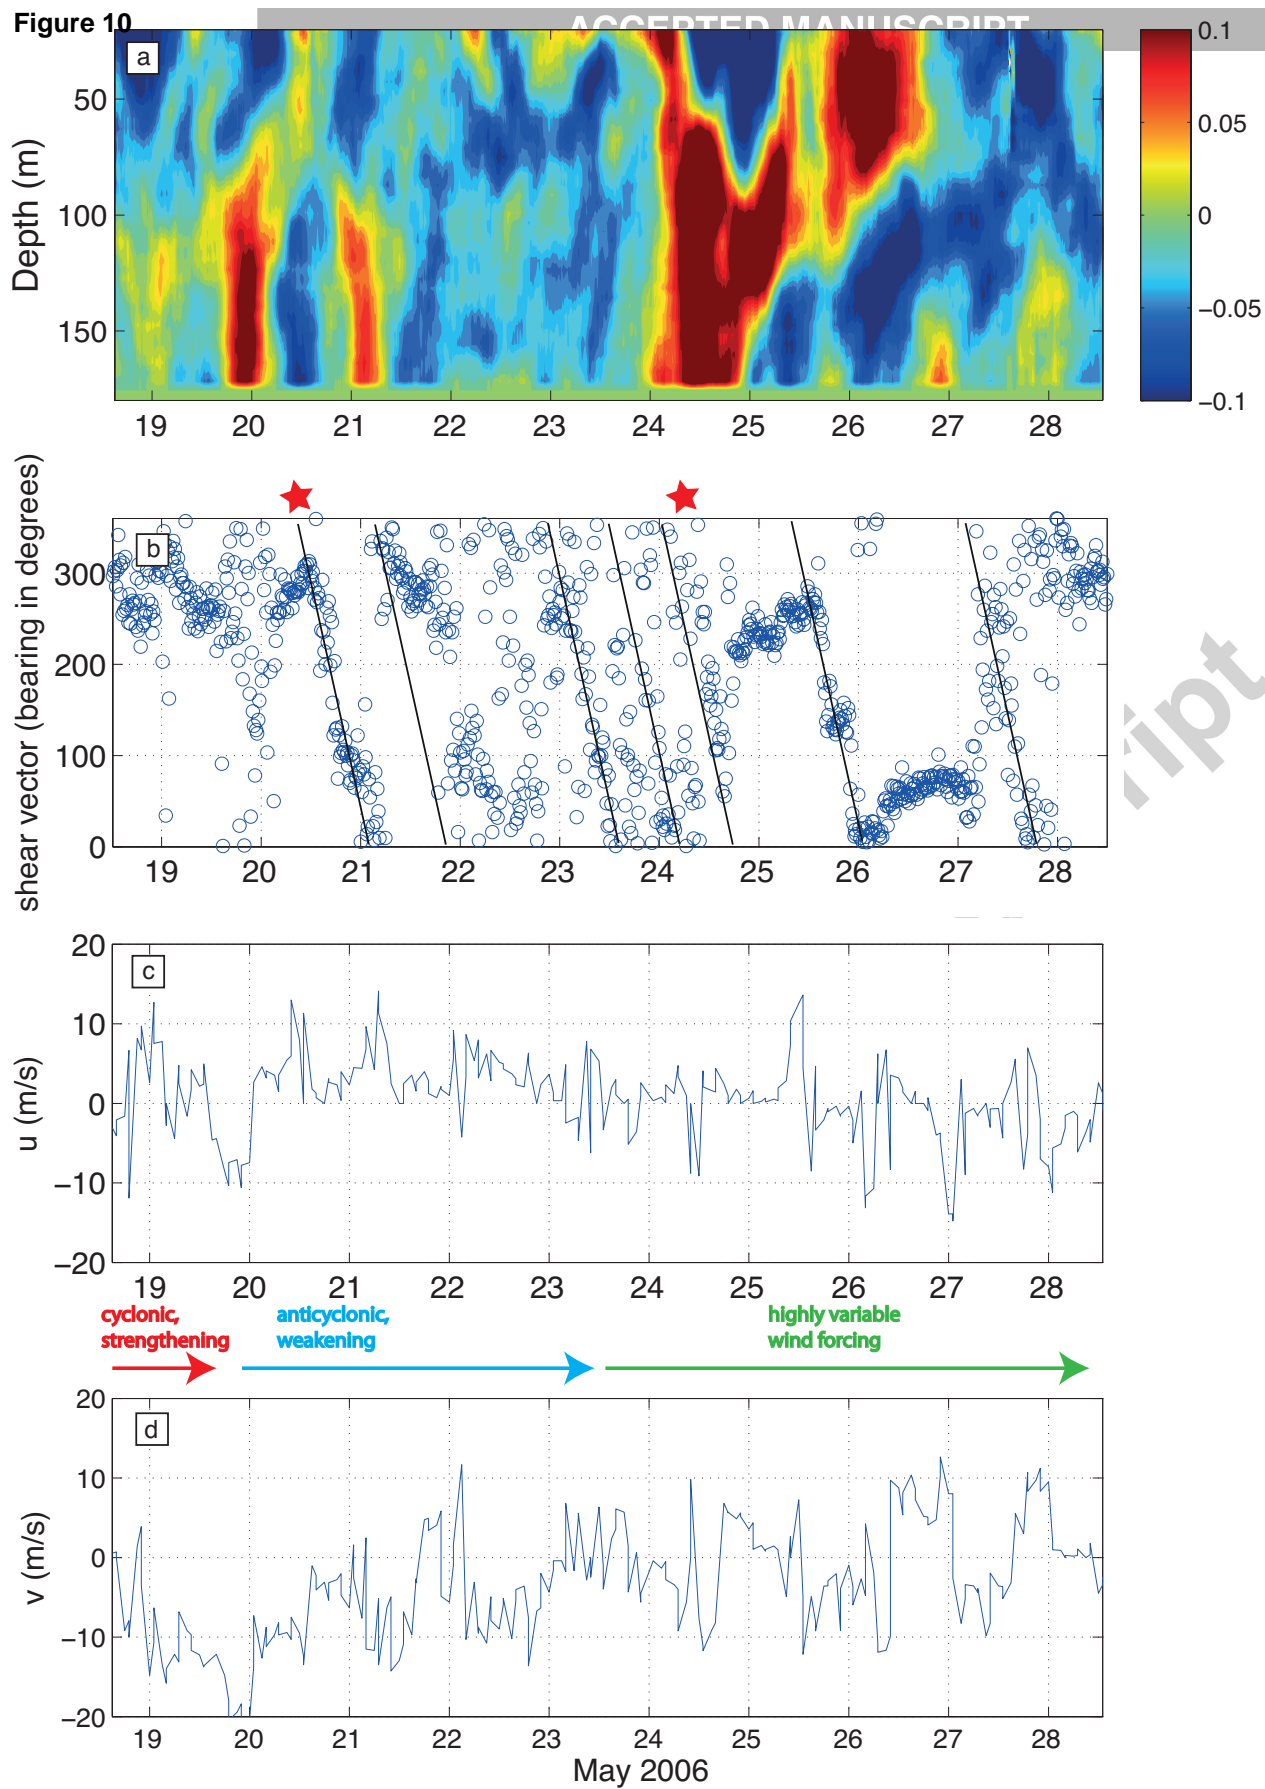 Figure 10
ACCEPTED MANUSCRIPT
a
Depth (m)
50
100
150
19 20 21 22 23 24 25 26 27 28
0.1
0.05
0
−0.05
−0.1
b
shear vector (bearing in degrees)
300
200
100
0
19 20 21 22 23 24 25 26 27 28
ript
c
u (m/s)
20
10
0
−10
−20
19 20 21 22 23 24 25 26 27 28
cyclonic,
strengthening
anticyclonic,
weakening
highly variable
wind forcing
d
v (m/s)
20
10
0
−10
−20
19 20 21 22 23 24 25 26 27 28
May 2006